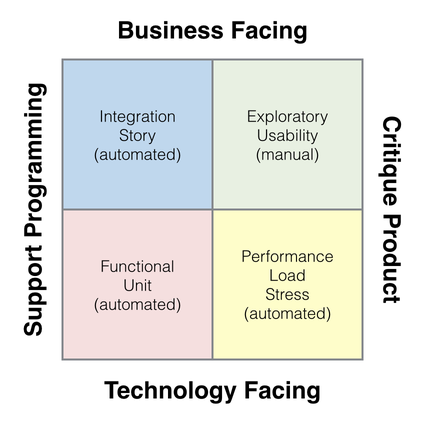 Business Facing
Support Programming
Integration
Story
(automated)
Exploratory
Usability
(manual)
Critique Product
Functional
Unit
(automated)
Performance
Load
Stress
(automated)
Technology Facing